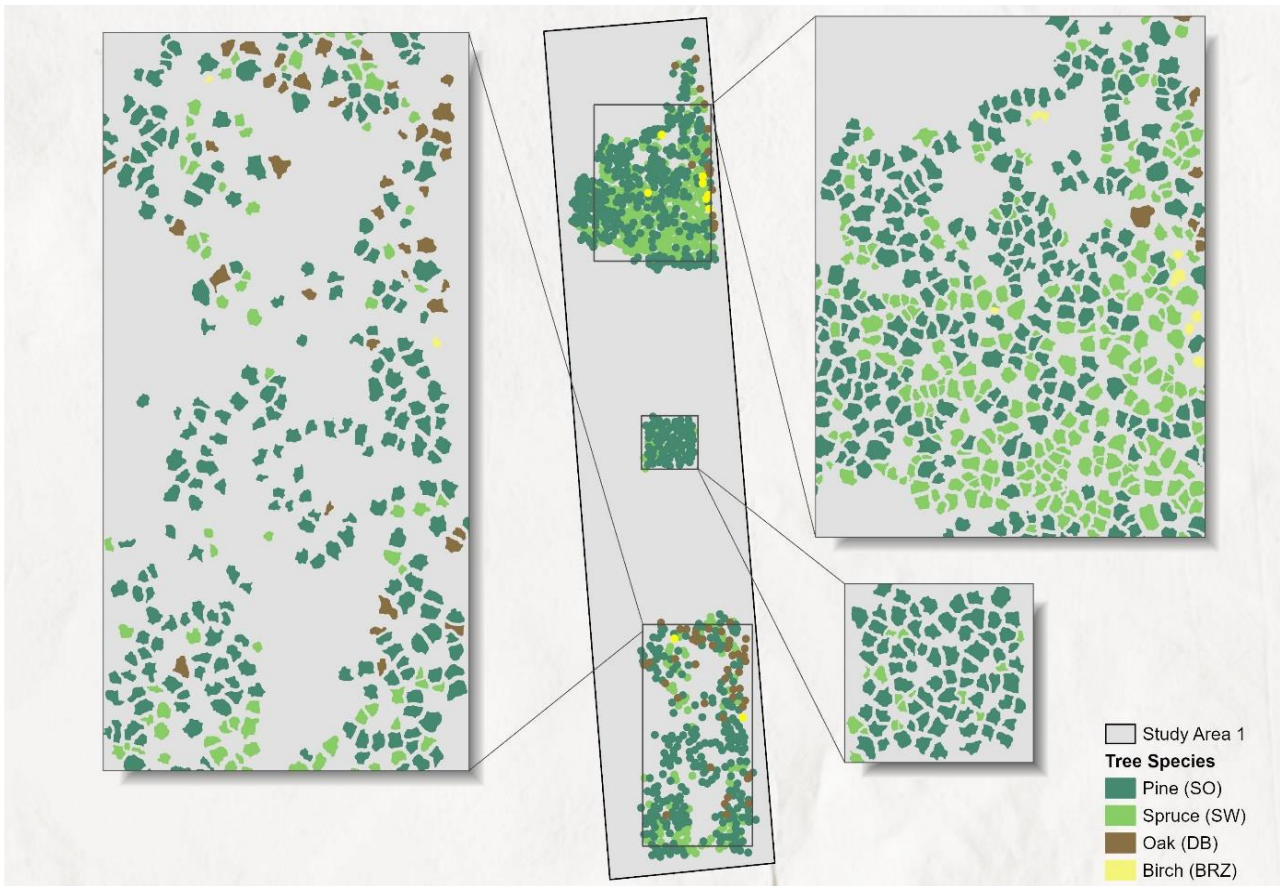 Study Area 1
Tree Species
Pine (SO)
Spruce (SW)
Oak (DB)
Birch (BRZ)